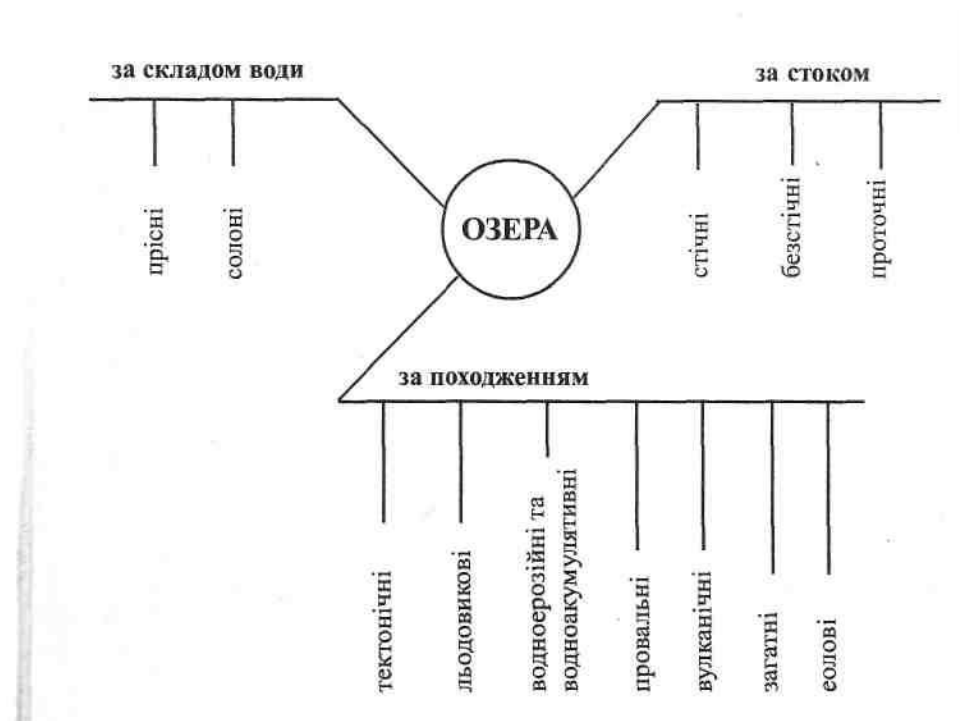 за складом води
прісні
солоні
за стоком
стічні
безстічні
проточні
ОЗЕРА
за походженням
тектонічні
льодовикові
водноерозійні та
водноакумулятивні
провальні
вулканічні
загатні
еолові